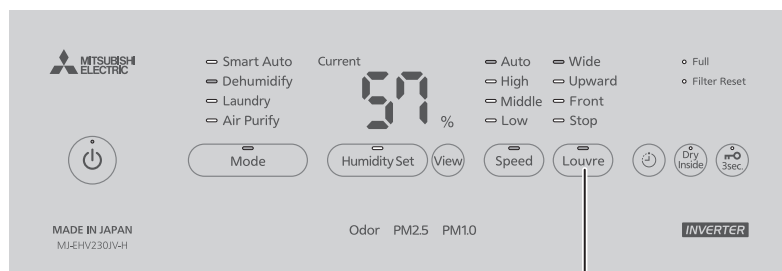 MITSUBISHI
ELECTRIC
Smart Auto
Dehumidify
Laundry
Air Purify
Current
57
%
Auto
High
Middle
Low
Wide
Upward
Front
Stop
Full
Filter Reset
Mode
Humidity Set
View
Speed
Louvre
Dry
Inside
3sec.
MADE IN JAPAN
MJ-EHV230JV-H
Odor PM2.5 PM1.0
INVERTER